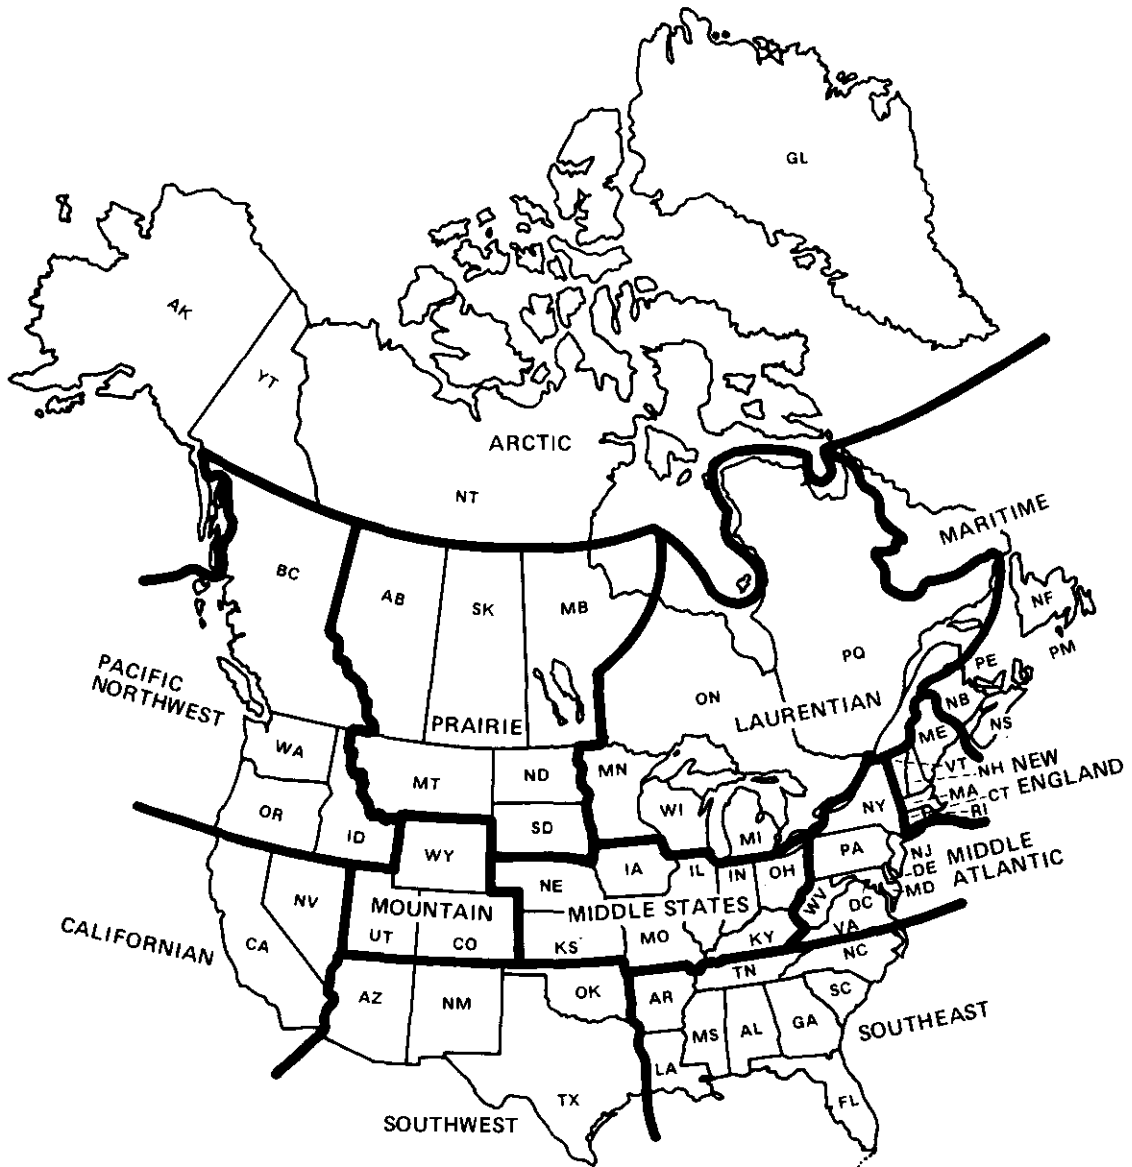 GL
AK
YT
ARCTIC
NT
MARITIME
BC
AB
SK
MB
NF
PM
PQ
PE
PACIFIC
NORTHWEST
ON
LAURENTIAN
NB
NS
PRAIRIE
ME
WA
MT
ND
MN
VT
NH
NEW
ENGLAND
MA
CT
RI
OR
ID
SD
WI
MI
NY
WY
PA
NJ
MIDDLE
ATLANTIC
DE
MD
IA
IL
IN
OH
NE
WV
DC
VA
NV
MOUNTAIN
MIDDLE STATES
CALIFORNIAN
CA
UT
CO
KS
MO
KY
NC
TN
AZ
NM
OK
AR
SC
SOUTHEAST
MS
AL
GA
LA
TX
FL
SOUTHWEST